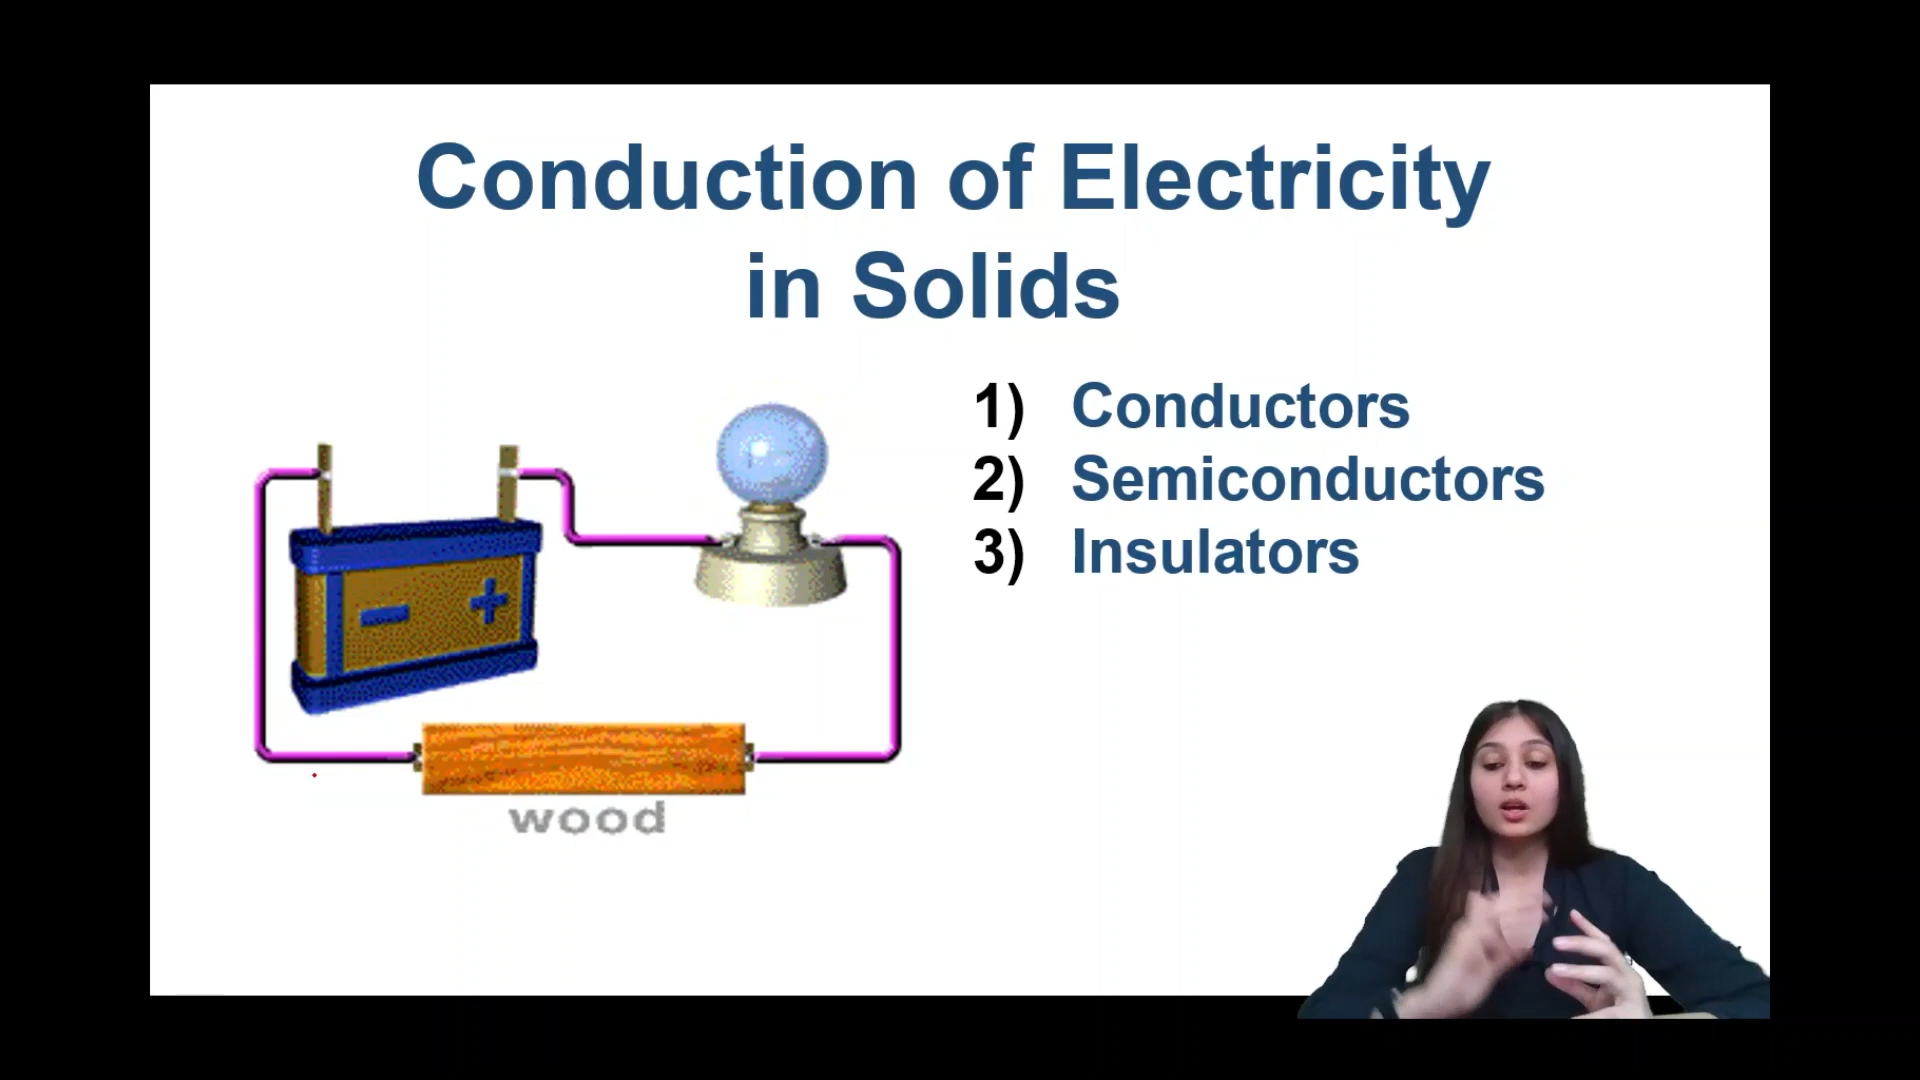 Conduction of Electricity
in Solids
1) Conductors
2) Semiconductors
3) Insulators
− +
wood